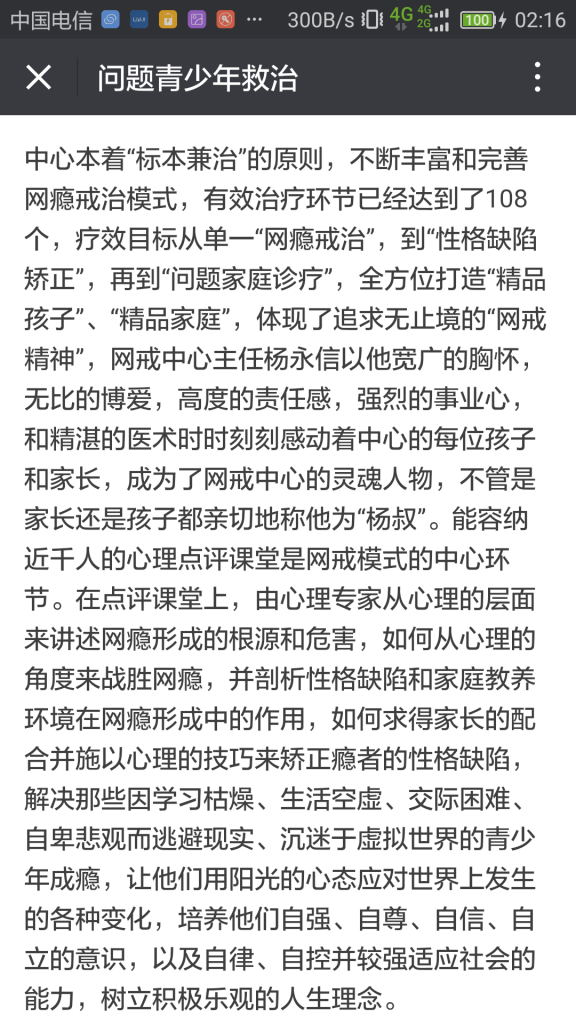 中国电信 ··· 300B/s 4G 4G 2G 100 02:16
问题青少年救治
中心本着“标本兼治”的原则，不断丰富和完善
网瘾戒治模式，有效治疗环节已经达到了108
个，疗效目标从单一“网瘾戒治”，到“性格缺陷
矫正”，再到“问题家庭诊疗”，全方位打造“精品
孩子”、“精品家庭”，体现了追求无止境的“网戒
精神”，网戒中心主任杨永信以他宽广的胸怀，
无比的博爱，高度的责任感，强烈的事业心，
和精湛的医术时时刻刻感动着中心的每位孩子
和家长，成为了网戒中心的灵魂人物，不管是
家长还是孩子都亲切地称他为“杨叔”。能容纳
近千人的心理点评课堂是网戒模式的中心环
节。在点评课堂上，由心理专家从心理的层面
来讲述网瘾形成的根源和危害，如何从心理的
角度来战胜网瘾，并剖析性格缺陷和家庭教养
环境在网瘾形成中的作用，如何求得家长的配
合并施以心理的技巧来矫正瘾者的性格缺陷，
解决那些因学习枯燥、生活空虚、交际困难、
自卑悲观而逃避现实、沉迷于虚拟世界的青少
年成瘾，让他们用阳光的心态应对世界上发生
的各种变化，培养他们自强、自尊、自信、自
立的意识，以及自律、自控并较强适应社会的
能力，树立积极乐观的人生理念。